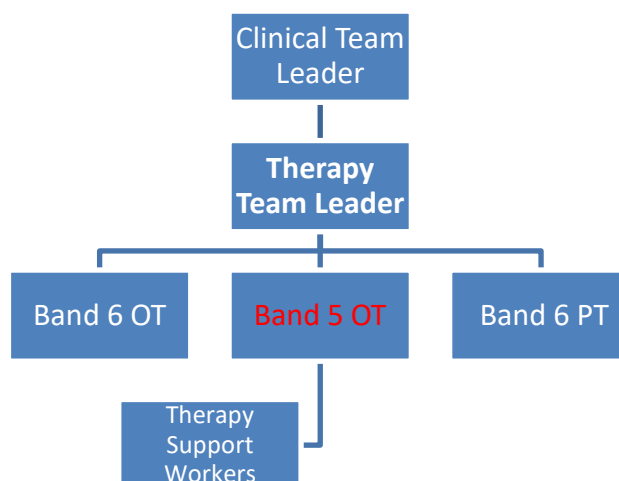 Clinical Team
Leader
Therapy
Team Leader
Band 6 OT
Band 5 OT
Band 6 PT
Therapy
Support
Workers